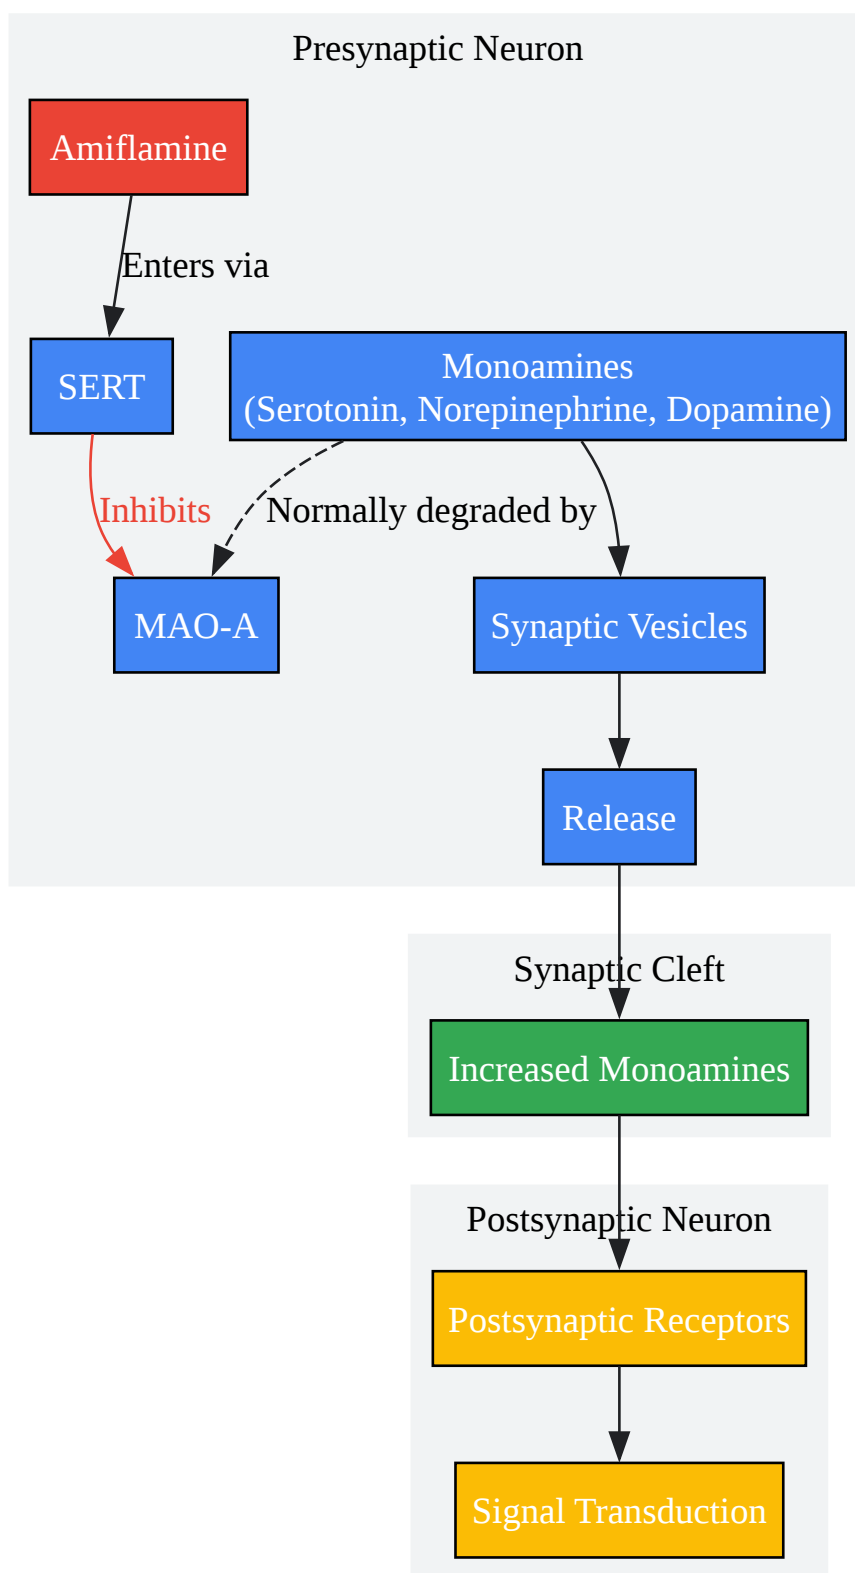 Presynaptic Neuron
Amiflamine
Enters via
SERT
Monoamines
(Serotonin, Norepinephrine, Dopamine)
Inhibits
Normally degraded by
MAO-A
Synaptic Vesicles
Release
Synaptic Cleft
Increased Monoamines
Postsynaptic Neuron
Postsynaptic Receptors
Signal Transduction